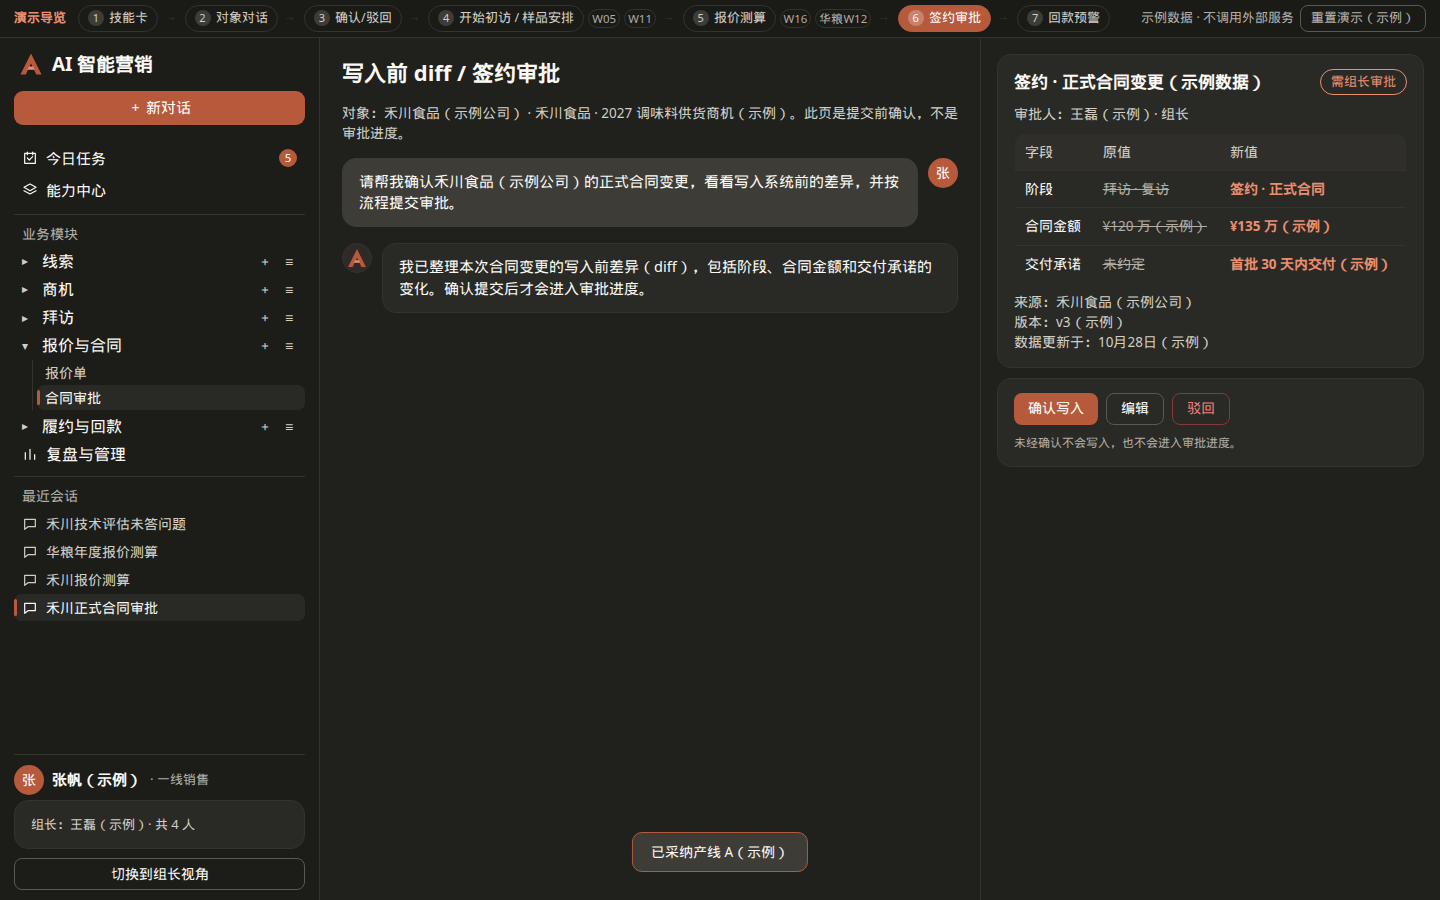 演示导览
1 技能卡
2 对象对话
3 确认/驳回
4 开始初访 / 样品安排
W05
W11
5 报价测算
W16
华粮W12
6 签约审批
7 回款预警
示例数据 · 不调用外部服务
重置演示（示例）
AI 智能营销
+ 新对话
今日任务
5
能力中心
业务模块
线索
商机
拜访
报价与合同
报价单
合同审批
履约与回款
复盘与管理
最近会话
禾川技术评估未答问题
华粮年度报价测算
禾川报价测算
禾川正式合同审批
张 张帆（示例） · 一线销售
组长：王磊（示例）· 共 4 人
切换到组长视角
写入前 diff / 签约审批
对象：禾川食品（示例公司）· 禾川食品 · 2027 调味料供货商机（示例）。此页是提交前确认，不是
审批进度。
请帮我确认禾川食品（示例公司）的正式合同变更，看看写入系统前的差异，并按
流程提交审批。
张
我已整理本次合同变更的写入前差异（diff），包括阶段、合同金额和交付承诺的
变化。确认提交后才会进入审批进度。
已采纳产线 A（示例）
签约 · 正式合同变更（示例数据）
需组长审批
审批人：王磊（示例）· 组长
字段 原值 新值
阶段 拜访 · 复访 签约 · 正式合同
合同金额 ¥120 万（示例） ¥135 万（示例）
交付承诺 未约定 首批 30 天内交付（示例）
来源：禾川食品（示例公司）
版本：v3（示例）
数据更新于：10月28日（示例）
确认写入 编辑 驳回
未经确认不会写入，也不会进入审批进度。